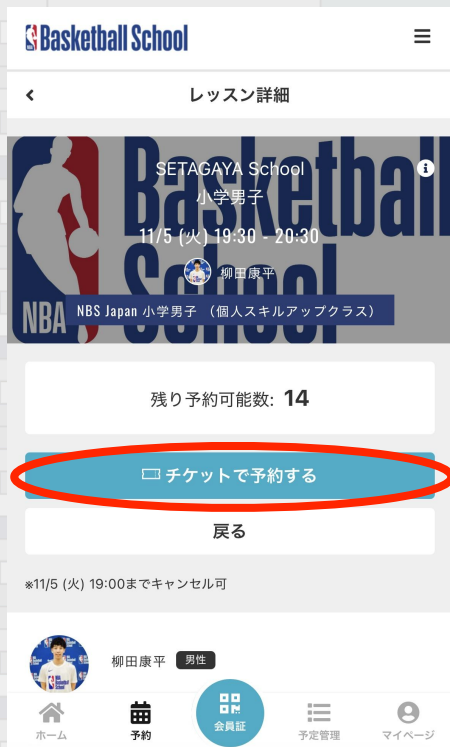 Basketball School
レッスン詳細
Basketball
School
NBA
SETAGAYA School
小学男子
11/5 (火) 19:30 - 20:30
柳田康平
NBS Japan 小学男子 （個人スキルアップクラス）
残り予約可能数: 14
チケットで予約する
戻る
※11/5 (火) 19:00までキャンセル可
柳田康平 男性
ホーム 予約 会員証 予定管理 マイページ